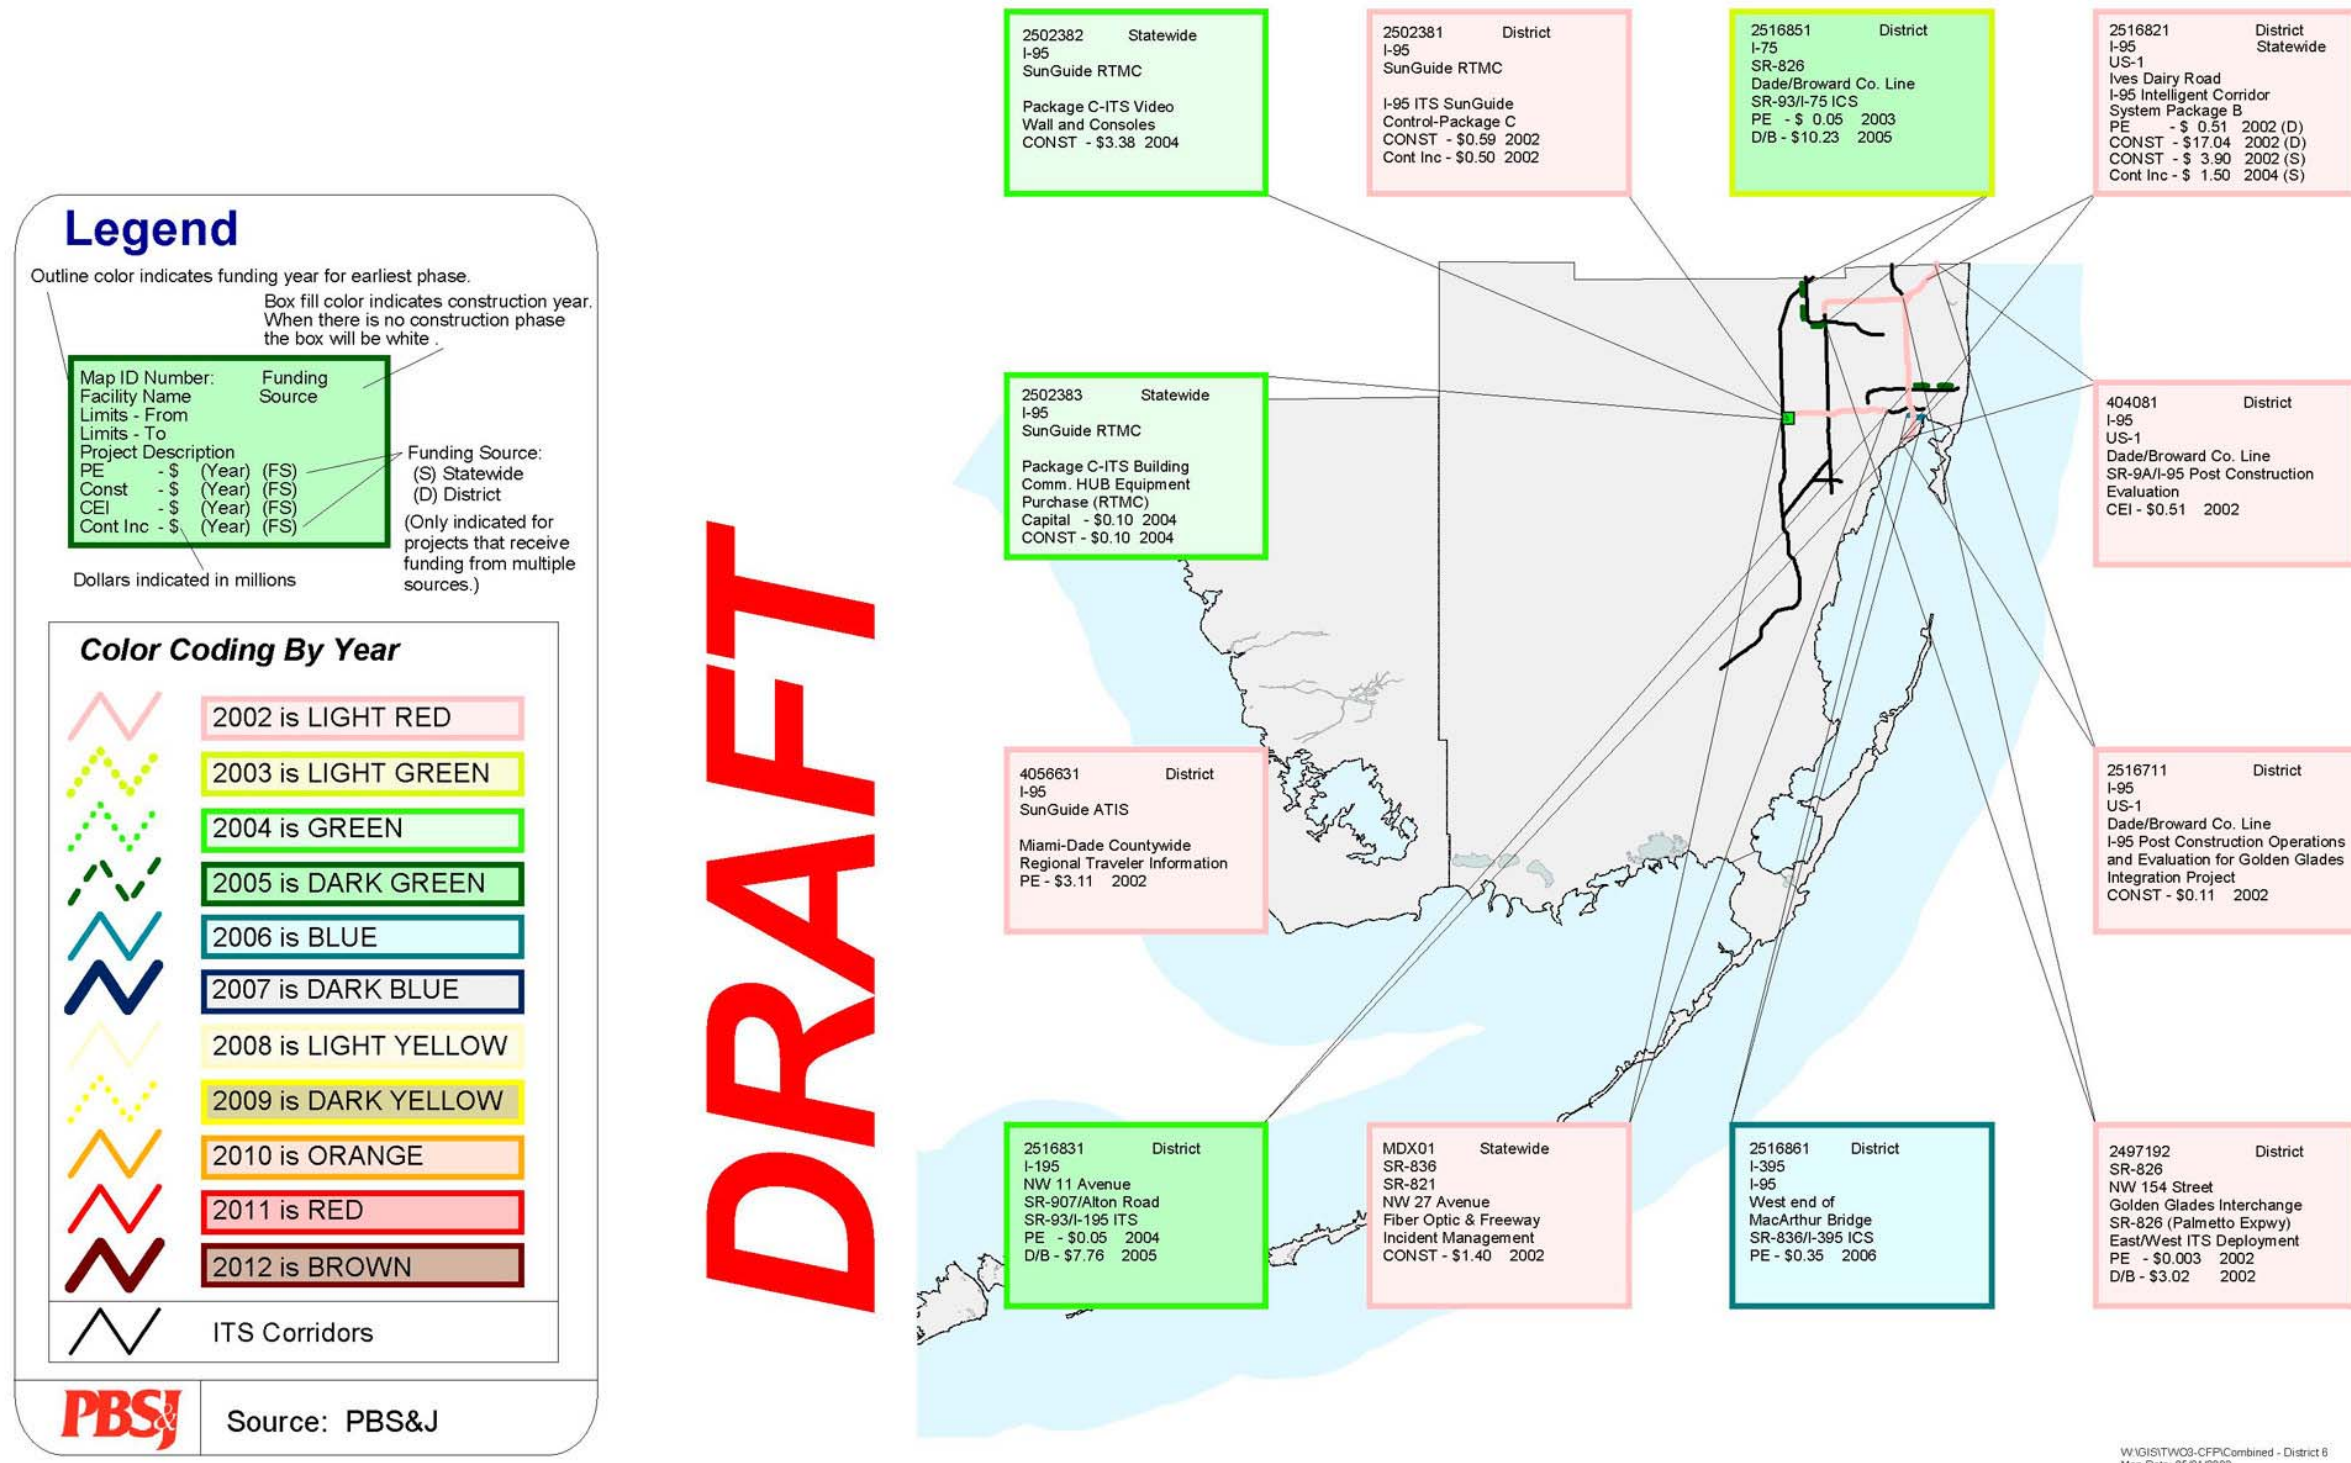 Legend
Outline color indicates funding year for earliest phase.
Box fill color indicates construction year.
When there is no construction phase
the box will be white .
Map ID Number: Funding
Facility Name Source
Limits - From
Limits - To
Project Description
PE - $ (Year) (FS)
Const - $ (Year) (FS)
CEI - $ (Year) (FS)
Cont Inc - $ (Year) (FS)
Funding Source:
(S) Statewide
(D) District
(Only indicated for
projects that receive
funding from multiple
sources.)
Dollars indicated in millions
Color Coding By Year
2002 is LIGHT RED
2003 is LIGHT GREEN
2004 is GREEN
2005 is DARK GREEN
2006 is BLUE
2007 is DARK BLUE
2008 is LIGHT YELLOW
2009 is DARK YELLOW
2010 is ORANGE
2011 is RED
2012 is BROWN
ITS Corridors
PBS&J
Source: PBS&J
DRAFT
2502382 Statewide
I-95
SunGuide RTMC
Package C-ITS Video
Wall and Consoles
CONST - $3.38 2004
2502381 District
I-95
SunGuide RTMC
I-95 ITS SunGuide
Control-Package C
CONST - $0.59 2002
Cont Inc - $0.50 2002
2516851 District
I-75
SR-826
Dade/Broward Co. Line
SR-93/I-75 ICS
PE - $ 0.05 2003
D/B - $10.23 2005
2516821 District
I-95 Statewide
US-1
Ives Dairy Road
I-95 Intelligent Corridor
System Package B
PE - $ 0.51 2002 (D)
CONST - $17.04 2002 (D)
CONST - $ 3.90 2002 (S)
Cont Inc - $ 1.50 2004 (S)
2502383 Statewide
I-95
SunGuide RTMC
Package C-ITS Building
Comm. HUB Equipment
Purchase (RTMC)
Capital - $0.10 2004
CONST - $0.10 2004
404081 District
I-95
US-1
Dade/Broward Co. Line
SR-9A/I-95 Post Construction
Evaluation
CEI - $0.51 2002
4056631 District
I-95
SunGuide ATIS
Miami-Dade Countywide
Regional Traveler Information
PE - $3.11 2002
2516711 District
I-95
US-1
Dade/Broward Co. Line
I-95 Post Construction Operations
and Evaluation for Golden Glades
Integration Project
CONST - $0.11 2002
2516831 District
I-195
NW 11 Avenue
SR-907/Alton Road
SR-93/I-195 ITS
PE - $0.05 2004
D/B - $7.76 2005
MDX01 Statewide
SR-836
SR-821
NW 27 Avenue
Fiber Optic & Freeway
Incident Management
CONST - $1.40 2002
2516861 District
I-395
I-95
West end of
MacArthur Bridge
SR-836/I-395 ICS
PE - $0.35 2006
2497192 District
SR-826
NW 154 Street
Golden Glades Interchange
SR-826 (Palmetto Expwy)
East/West ITS Deployment
PE - $0.003 2002
D/B - $3.02 2002
W:\GIS\TWO3-CFP\Combined - District 6